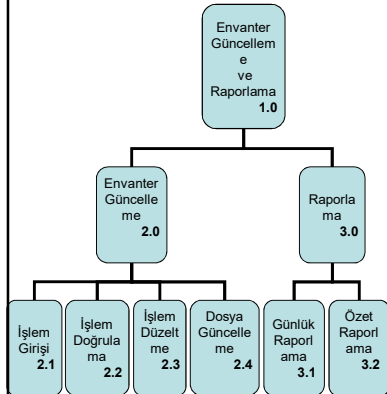 Envanter
Güncellem
e
ve
Raporlama
1.0
Envanter
Güncelle
me
2.0
Raporla
ma
3.0
İşlem
Girişi
2.1
İşlem
Doğrula
ma
2.2
İşlem
Düzelt
me
2.3
Dosya
Güncelle
me
2.4
Günlük
Raporl
ama
3.1
Özet
Raporl
ama
3.2